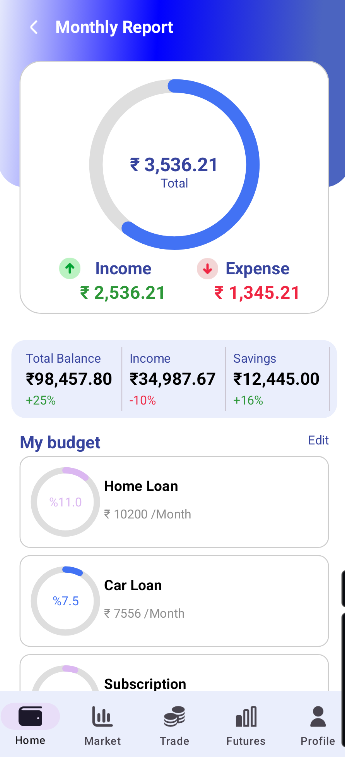 Monthly Report
₹ 3,536.21
Total
Income
Expense
₹ 2,536.21
₹ 1,345.21
Total Balance
Income
Savings
₹98,457.80
₹34,987.67
₹12,445.00
+25%
-10%
+16%
My budget
Edit
%11.0
Home Loan
₹ 10200 /Month
%7.5
Car Loan
₹ 7556 /Month
Subscription
Home
Market
Trade
Futures
Profile